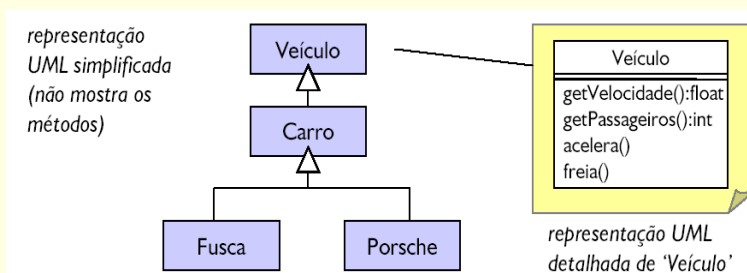 representação
UML simplificada
(não mostra os
métodos)
Veículo
Carro
Fusca
Porsche
Veículo
getVelocidade():float
getPassageiros():int
acelera()
freia()
representação UML
detalhada de 'Veículo'